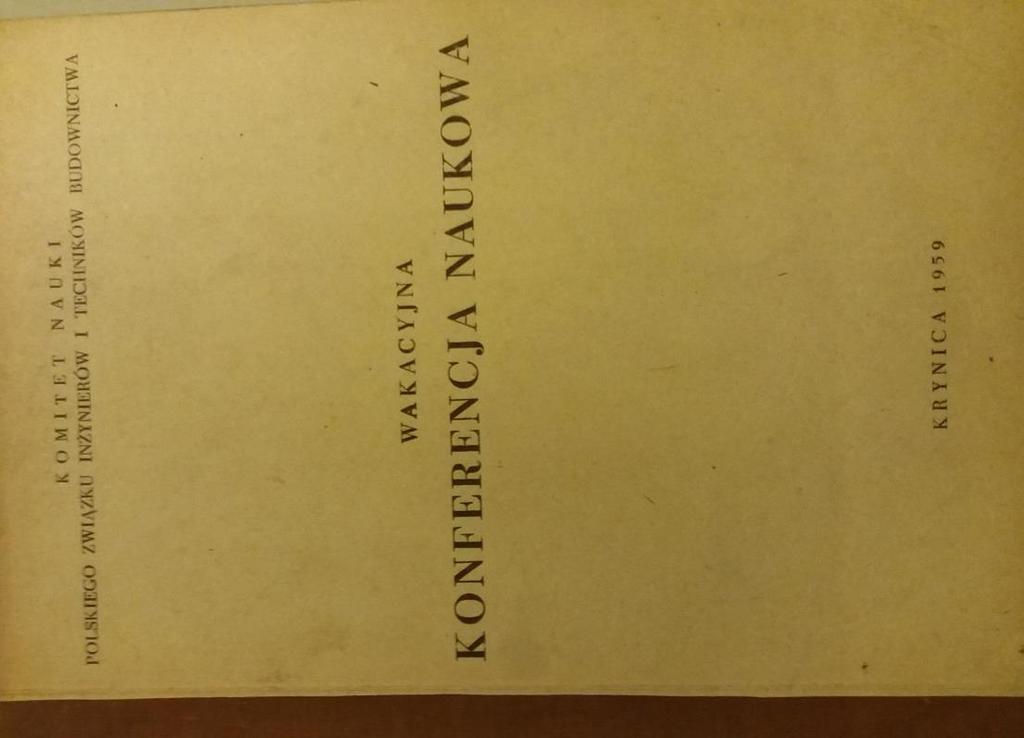 KOMITET NAUKI
POLSKIEGO ZWIĄZKU INŻYNIERÓW I TECHNIKÓW BUDOWNICTWA
WAKACYJNA
KONFERENCJA NAUKOWA
KRYNICA 1959